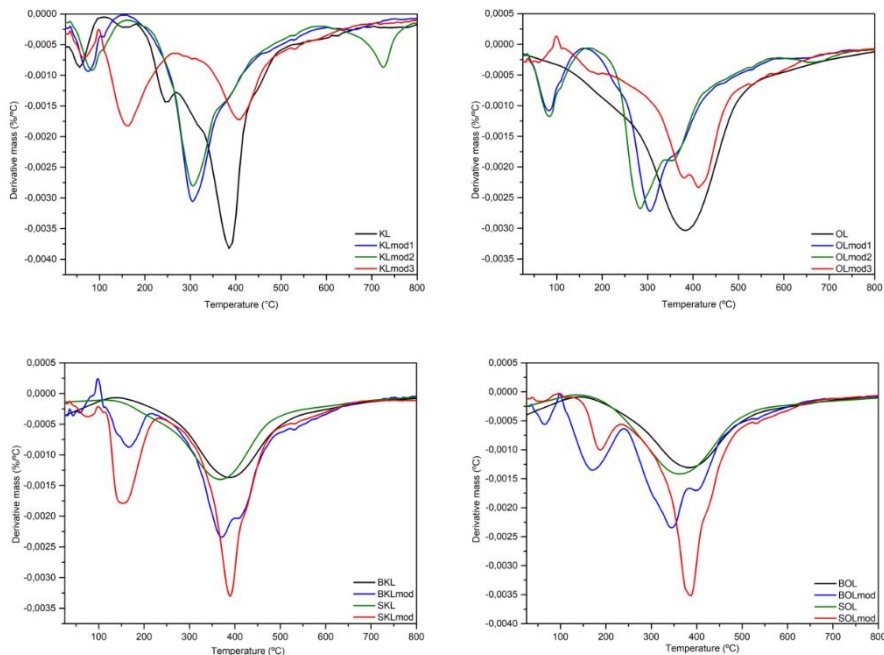 Derivative mass (%/°C)
0,0000
-0,0005
-0,0010
-0,0015
-0,0020
-0,0025
-0,0030
-0,0035
-0,0040
KL
KLmod1
KLmod2
KLmod3
100 200 300 400 500 600 700 800
Temperature (°C)
Derivative mass (%/°C)
0,0005
0,0000
-0,0005
-0,0010
-0,0015
-0,0020
-0,0025
-0,0030
-0,0035
OL
OLmod1
OLmod2
OLmod3
100 200 300 400 500 600 700 800
Temperature (ºC)
Derivative mass (%/°C)
0,0005
0,0000
-0,0005
-0,0010
-0,0015
-0,0020
-0,0025
-0,0030
-0,0035
BKL
BKLmod
SKL
SKLmod
100 200 300 400 500 600 700 800
Temperature (ºC)
Derivative mass (ºC)
0,0005
0,0000
-0,0005
-0,0010
-0,0015
-0,0020
-0,0025
-0,0030
-0,0035
-0,0040
BOL
BOLmod
SOL
SOLmod
100 200 300 400 500 600 700 800
Temperature (ºC)